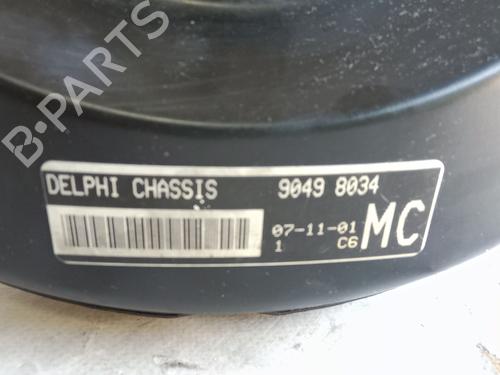 B-PARTS
DELPHI CHASSIS 9049 8034
07-11-01 MC
1 C6